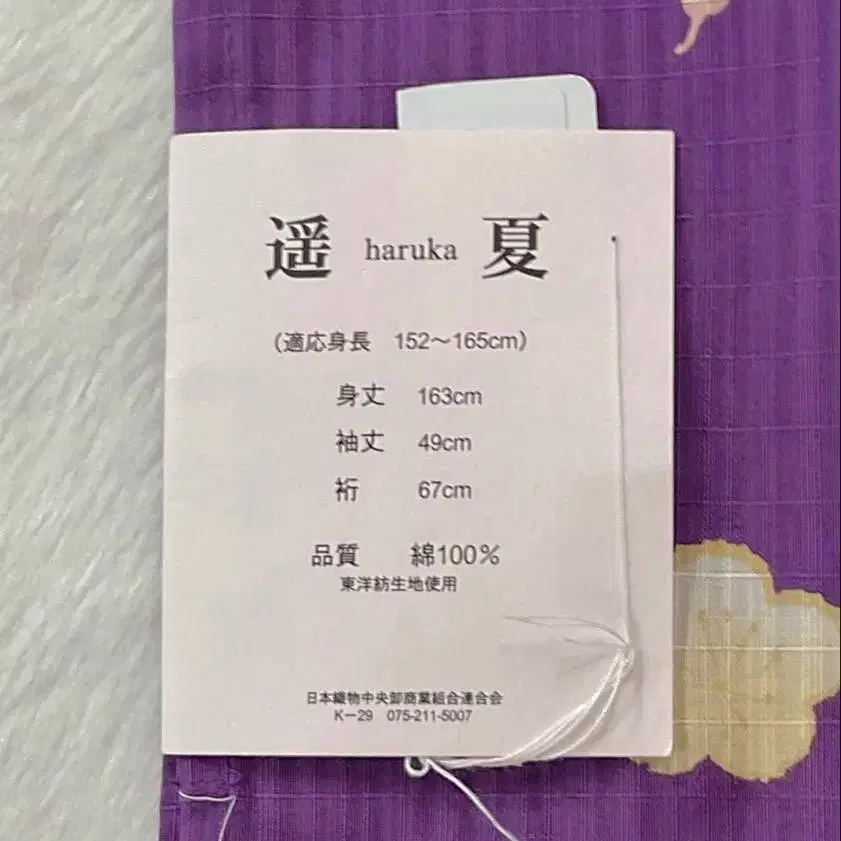 遥 haruka 夏
（適応身長　152〜165cm）
身丈　163cm
袖丈　49cm
裄　67cm
品質　綿100％
東洋紡生地使用
日本織物中央卸商業組合連合会
K－29　075-211-5007